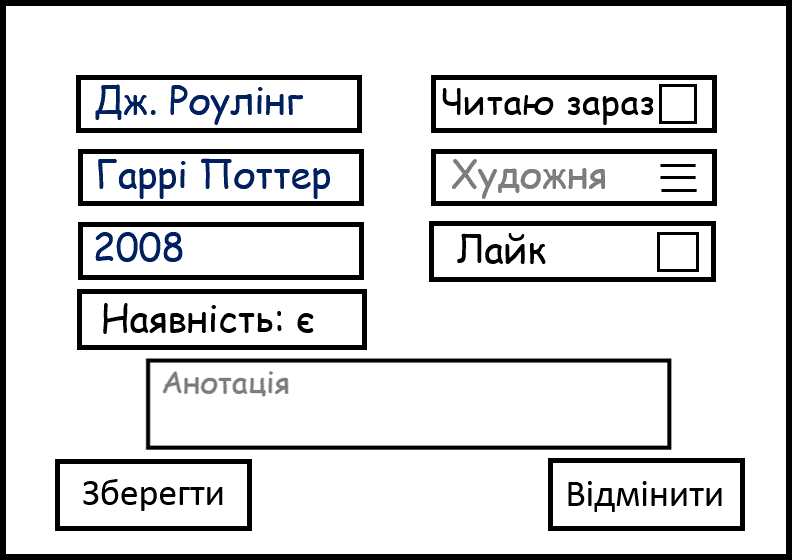 Дж. Роулінг
Читаю зараз
Гаррі Поттер
Художня
2008
Лайк
Наявність: є
Анотація
Зберегти
Відмінити